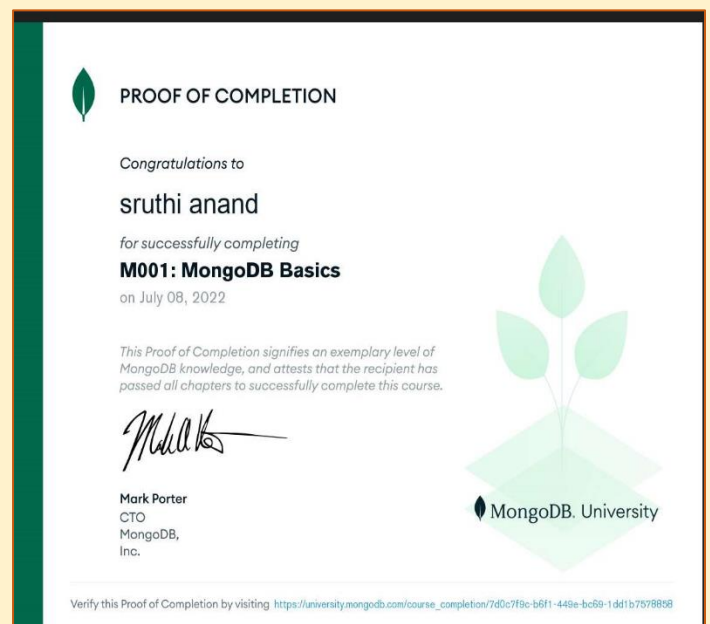 PROOF OF COMPLETION
Congratulations to
sruthi anand
for successfully completing
M001: MongoDB Basics
on July 08, 2022
This Proof of Completion signifies an exemplary level of
MongoDB knowledge, and attests that the recipient has
passed all chapters to successfully complete this course.
Mark Porter
CTO
MongoDB,
Inc.
MongoDB. University
Verify this Proof of Completion by visiting https://university.mongodb.com/course_completion/7d0c7f9c-b6f1-449e-bc69-1dd1b7578858